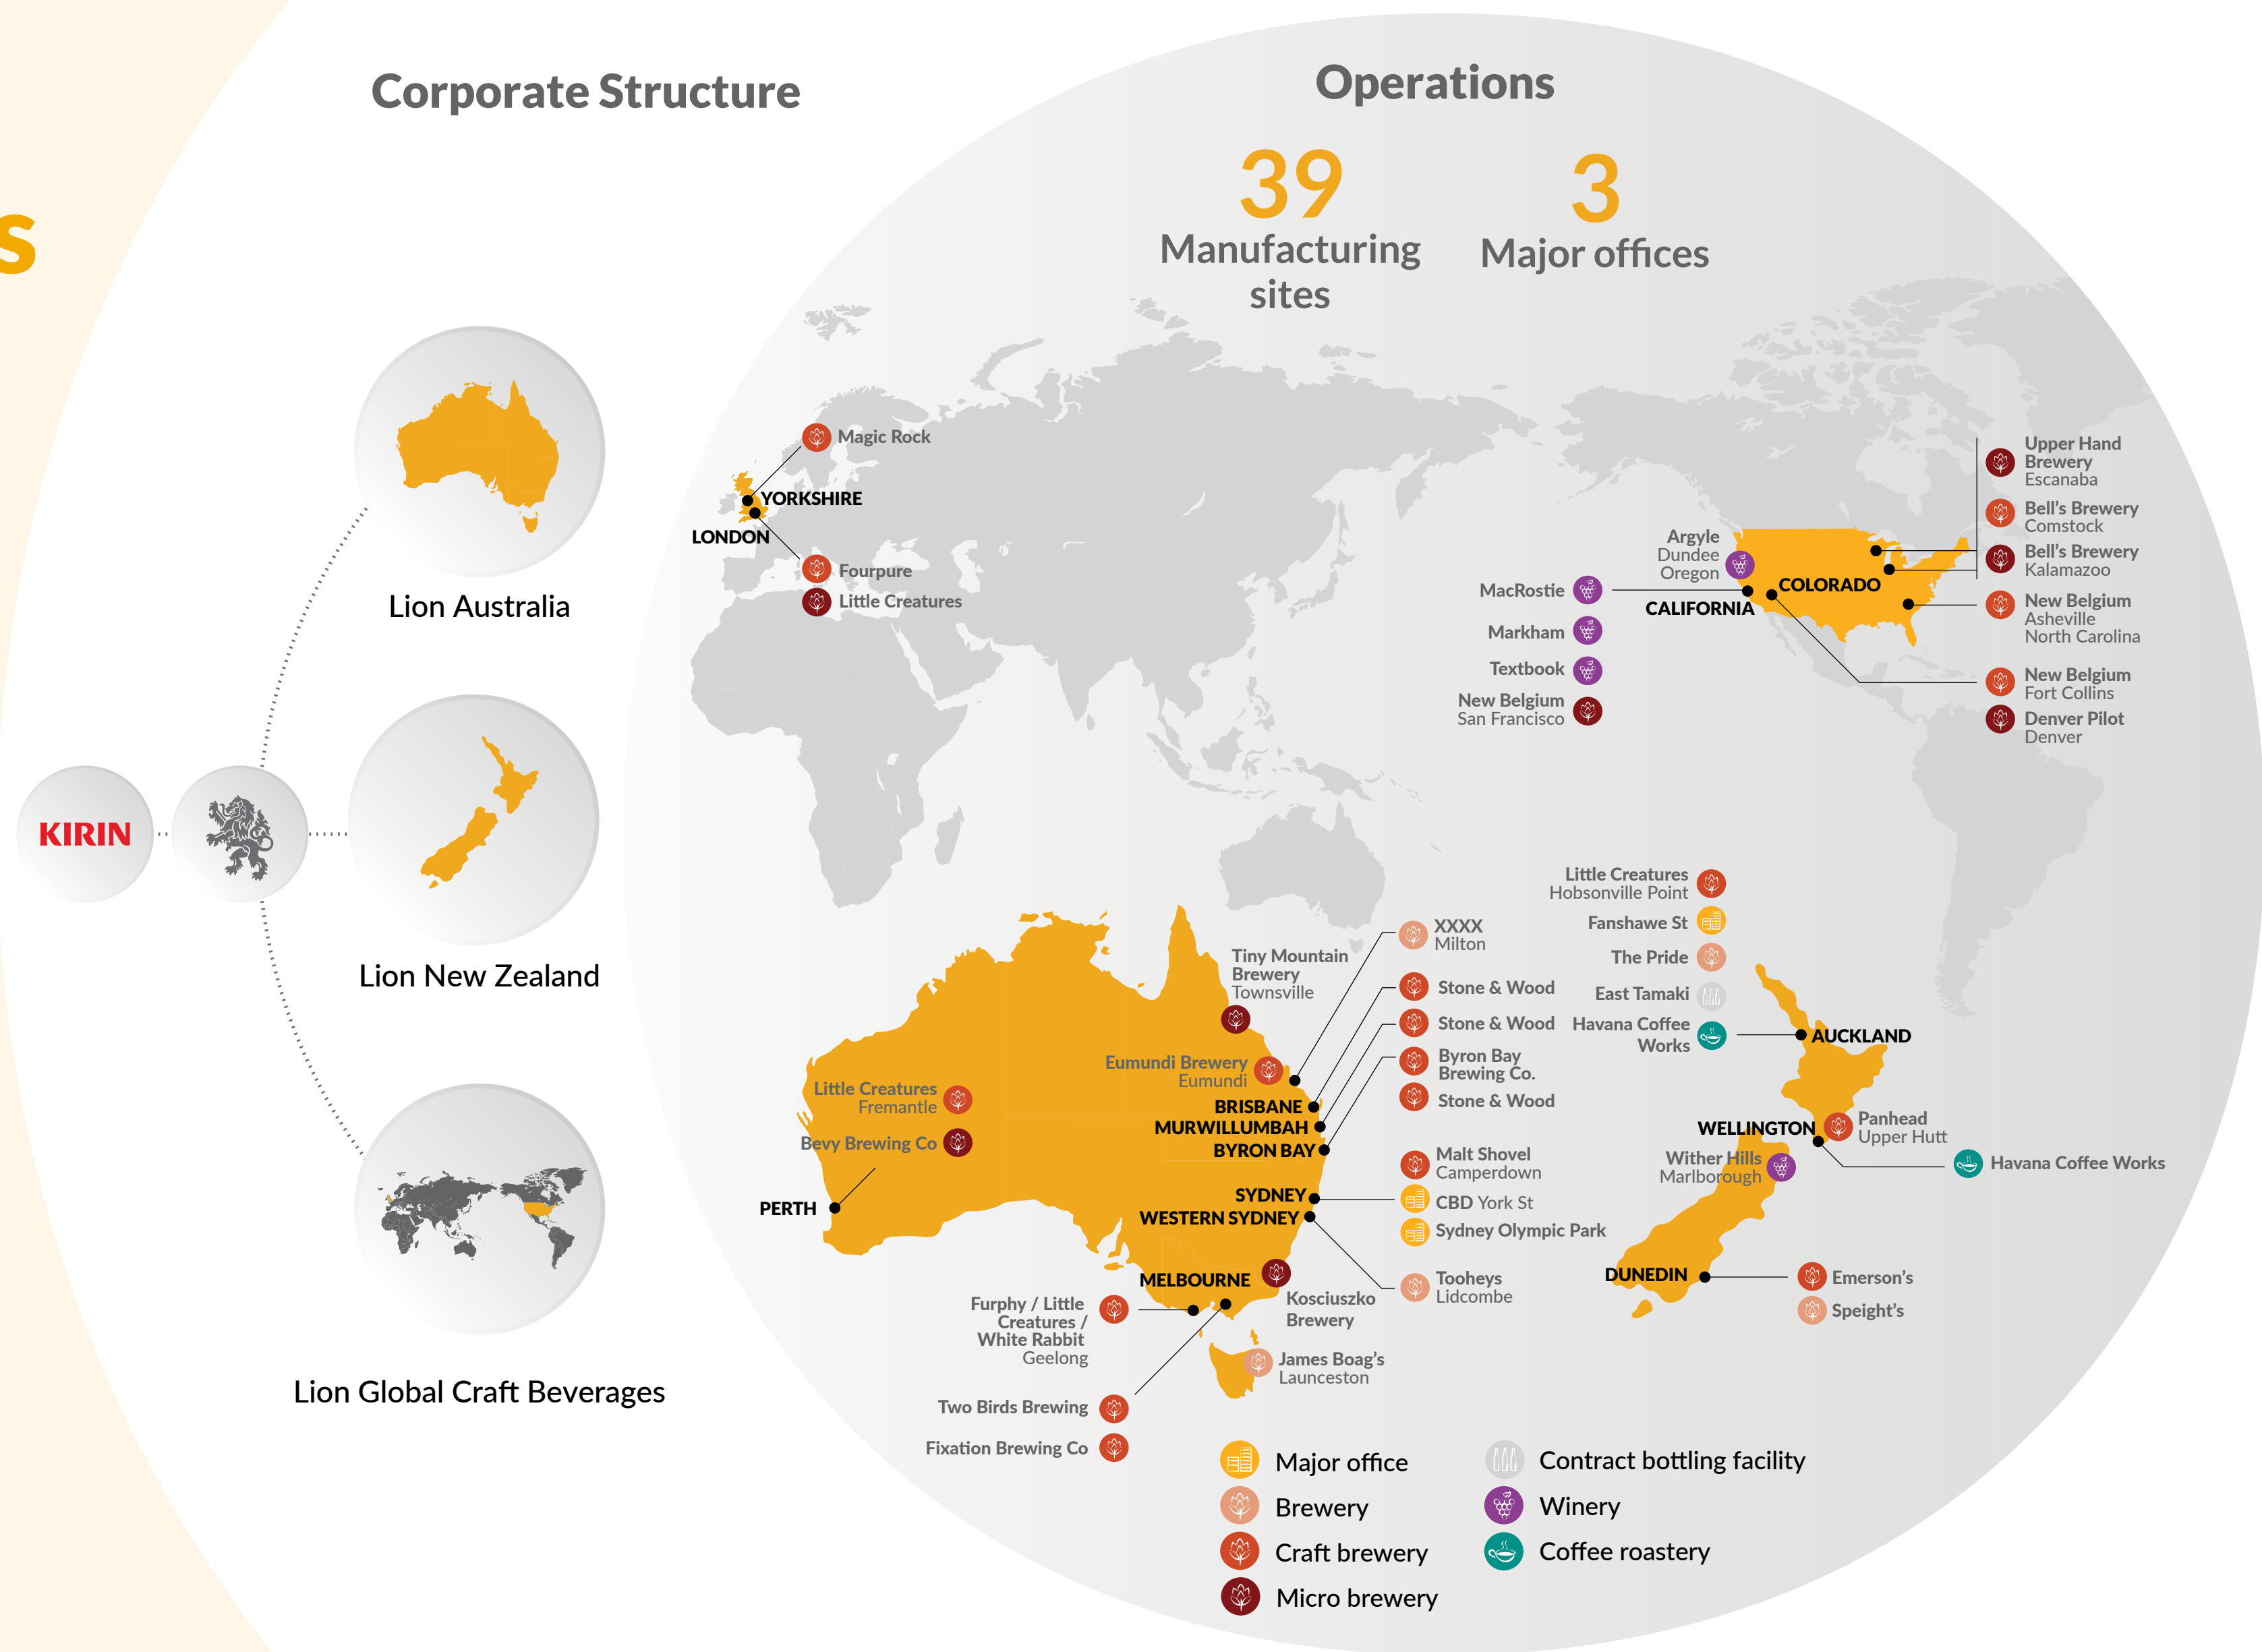 s
Corporate Structure
KIRIN
Lion Australia
Lion New Zealand
Lion Global Craft Beverages
Operations
39
Manufacturing
sites
3
Major offices
Magic Rock
YORKSHIRE
LONDON
Fourpure
Little Creatures
Argyle
Dundee
Oregon
MacRostie
Markham
Textbook
New Belgium
San Francisco
CALIFORNIA
COLORADO
Upper Hand
Brewery
Escanaba
Bell's Brewery
Comstock
Bell's Brewery
Kalamazoo
New Belgium
Asheville
North Carolina
New Belgium
Fort Collins
Denver Pilot
Denver
Tiny Mountain
Brewery
Townsville
Eumundi Brewery
Eumundi
Little Creatures
Fremantle
Bevy Brewing Co
PERTH
BRISBANE
MURWILLUMBAH
BYRON BAY
SYDNEY
WESTERN SYDNEY
MELBOURNE
XXXX
Milton
Stone & Wood
Stone & Wood
Byron Bay
Brewing Co.
Stone & Wood
Malt Shovel
Camperdown
CBD York St
Sydney Olympic Park
Tooheys
Lidcombe
Kosciuszko
Brewery
Furphy / Little
Creatures /
White Rabbit
Geelong
James Boag's
Launceston
Two Birds Brewing
Fixation Brewing Co
Little Creatures
Hobsonville Point
Fanshawe St
The Pride
East Tamaki
Havana Coffee
Works
AUCKLAND
WELLINGTON
Panhead
Upper Hutt
Wither Hills
Marlborough
Havana Coffee Works
DUNEDIN
Emerson's
Speight's
Major office
Brewery
Craft brewery
Micro brewery
Contract bottling facility
Winery
Coffee roastery